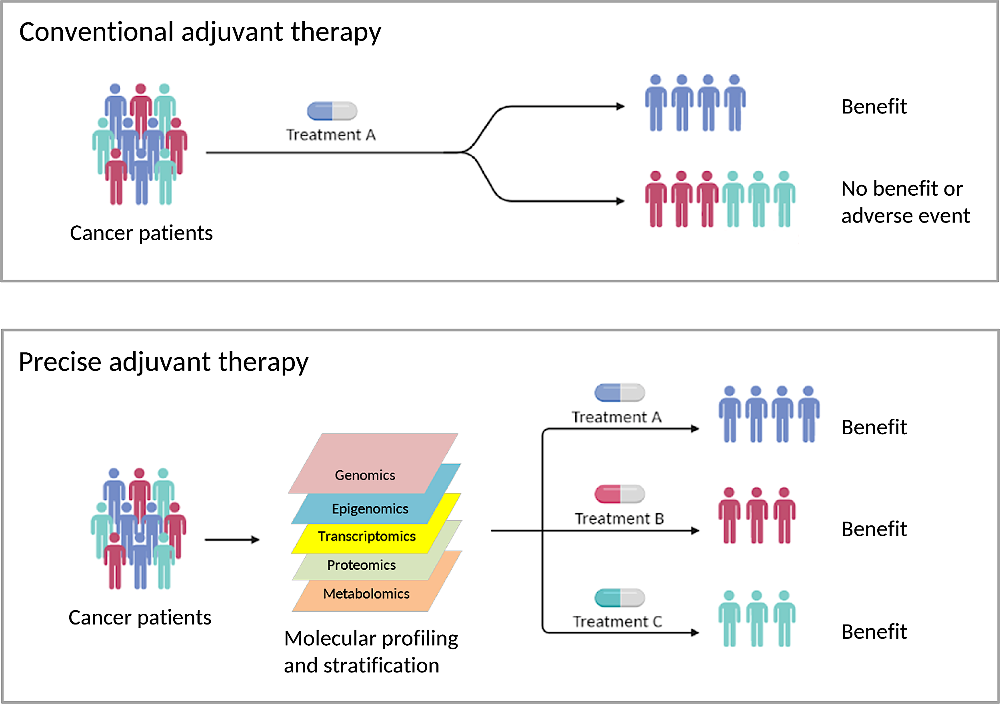 Conventional adjuvant therapy
Treatment A
Benefit
No benefit or
adverse event
Cancer patients
Precise adjuvant therapy
Treatment A
Benefit
Genomics
Epigenomics
Transcriptomics
Proteomics
Metabolomics
Treatment B
Benefit
Treatment C
Benefit
Cancer patients
Molecular profiling
and stratification